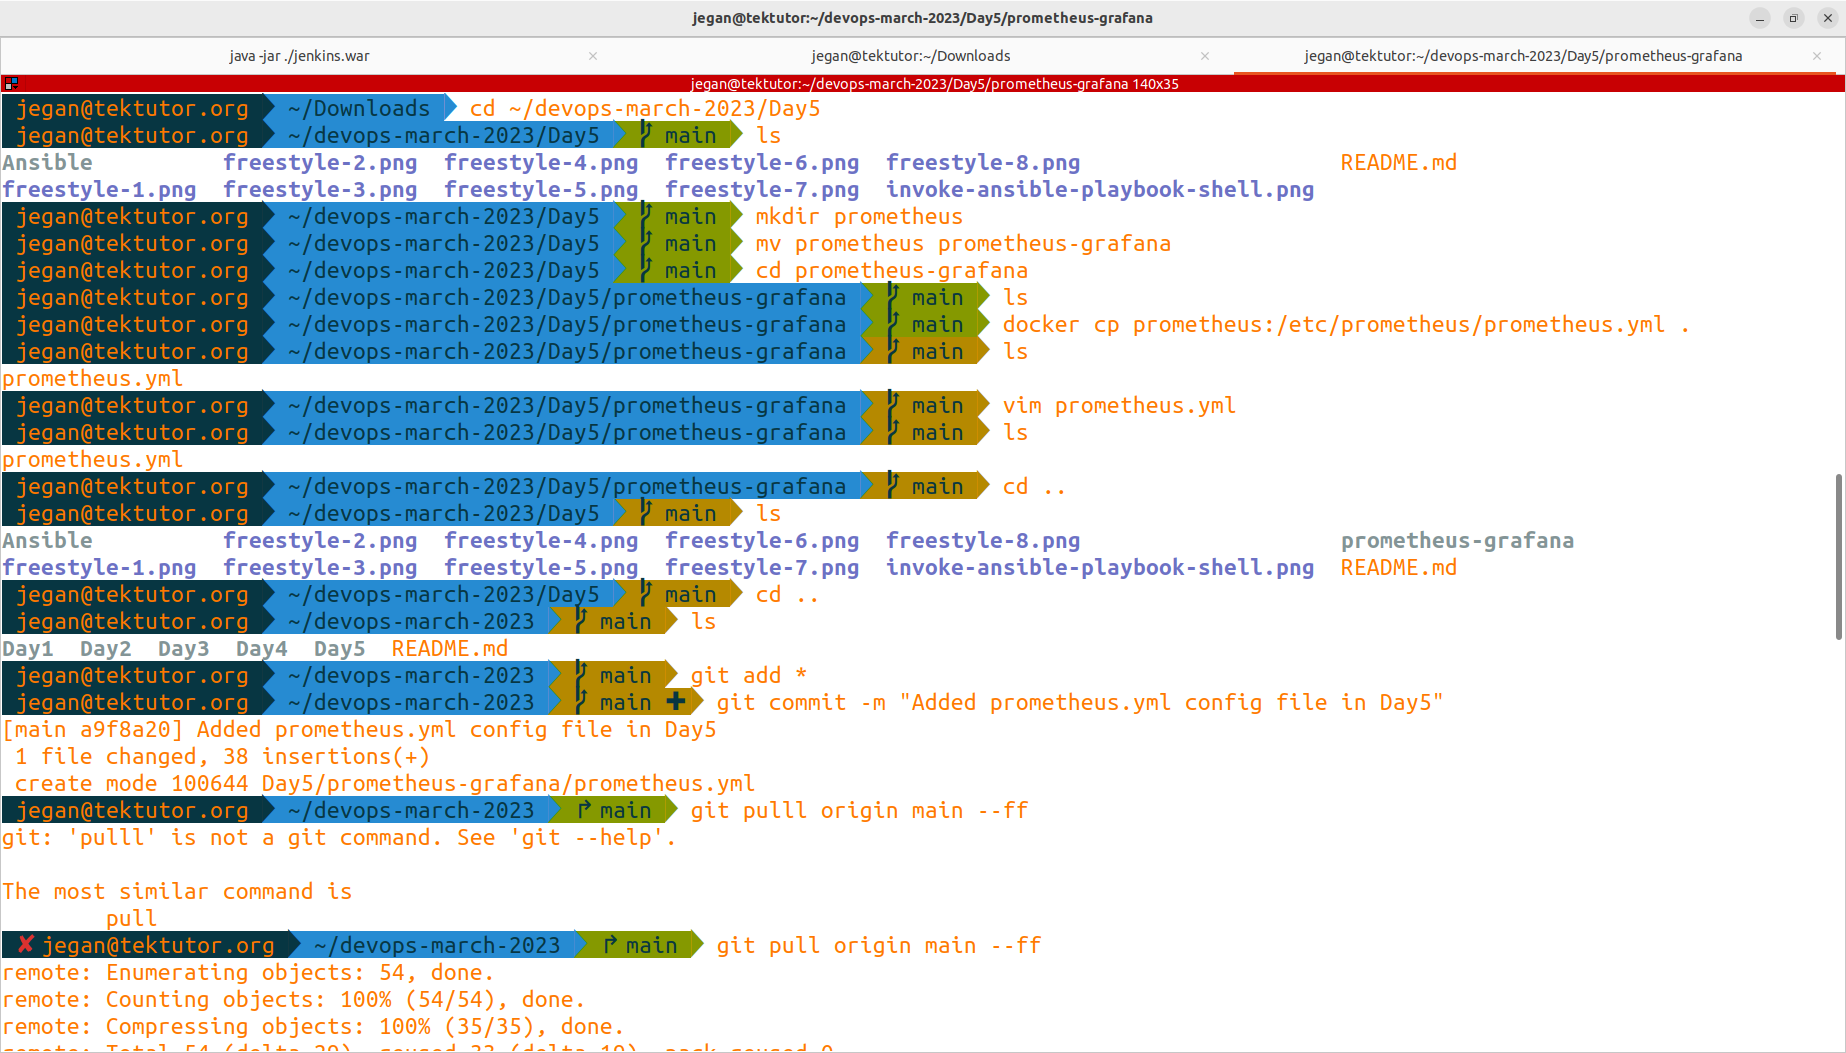 jegan@tektutor:~/devops-march-2023/Day5/prometheus-grafana
java -jar ./jenkins.war × jegan@tektutor:~/Downloads × jegan@tektutor:~/devops-march-2023/Day5/prometheus-grafana ×
jegan@tektutor:~/devops-march-2023/Day5/prometheus-grafana 140x35
jegan@tektutor.org ~/Downloads cd ~/devops-march-2023/Day5
jegan@tektutor.org ~/devops-march-2023/Day5 main ls
Ansible freestyle-2.png freestyle-4.png freestyle-6.png freestyle-8.png README.md
freestyle-1.png freestyle-3.png freestyle-5.png freestyle-7.png invoke-ansible-playbook-shell.png
jegan@tektutor.org ~/devops-march-2023/Day5 main mkdir prometheus
jegan@tektutor.org ~/devops-march-2023/Day5 main mv prometheus prometheus-grafana
jegan@tektutor.org ~/devops-march-2023/Day5 main cd prometheus-grafana
jegan@tektutor.org ~/devops-march-2023/Day5/prometheus-grafana main ls
jegan@tektutor.org ~/devops-march-2023/Day5/prometheus-grafana main docker cp prometheus:/etc/prometheus/prometheus.yml .
jegan@tektutor.org ~/devops-march-2023/Day5/prometheus-grafana main ls
prometheus.yml
jegan@tektutor.org ~/devops-march-2023/Day5/prometheus-grafana main vim prometheus.yml
jegan@tektutor.org ~/devops-march-2023/Day5/prometheus-grafana main ls
prometheus.yml
jegan@tektutor.org ~/devops-march-2023/Day5/prometheus-grafana main cd ..
jegan@tektutor.org ~/devops-march-2023/Day5 main ls
Ansible freestyle-2.png freestyle-4.png freestyle-6.png freestyle-8.png prometheus-grafana
freestyle-1.png freestyle-3.png freestyle-5.png freestyle-7.png invoke-ansible-playbook-shell.png README.md
jegan@tektutor.org ~/devops-march-2023/Day5 main cd ..
jegan@tektutor.org ~/devops-march-2023 main ls
Day1 Day2 Day3 Day4 Day5 README.md
jegan@tektutor.org ~/devops-march-2023 main git add *
jegan@tektutor.org ~/devops-march-2023 main ✚ git commit -m "Added prometheus.yml config file in Day5"
[main a9f8a20] Added prometheus.yml config file in Day5
1 file changed, 38 insertions(+)
create mode 100644 Day5/prometheus-grafana/prometheus.yml
jegan@tektutor.org ~/devops-march-2023 ↱ main git pulll origin main --ff
git: 'pulll' is not a git command. See 'git --help'.
The most similar command is
pull
✘ jegan@tektutor.org ~/devops-march-2023 ↱ main git pull origin main --ff
remote: Enumerating objects: 54, done.
remote: Counting objects: 100% (54/54), done.
remote: Compressing objects: 100% (35/35), done.